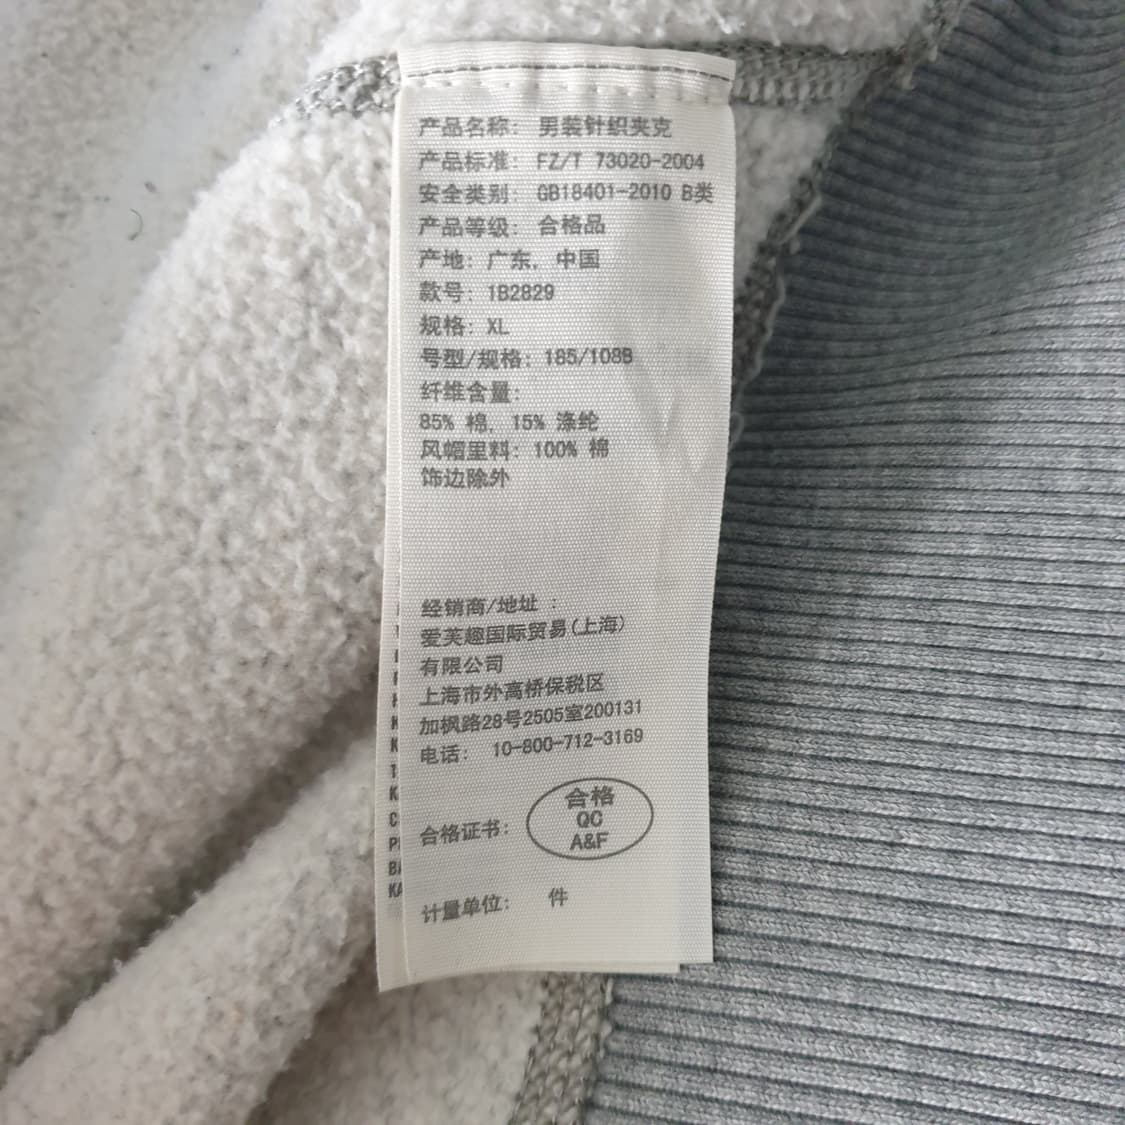 产品名称: 男装针织夹克
产品标准: FZ/T 73020-2004
安全类别: GB18401-2010 B类
产品等级: 合格品
产地: 广东, 中国
款号: 1B2829
规格: XL
号型/规格: 185/108B
纤维含量:
85% 棉, 15% 涤纶
风帽里料: 100% 棉
饰边除外
经销商/地址 :
爱芙趣国际贸易(上海)
有限公司
上海市外高桥保税区
加枫路28号2505室200131
电话: 10-800-712-3169
合格证书:
合格
QC
A&F
计量单位: 件